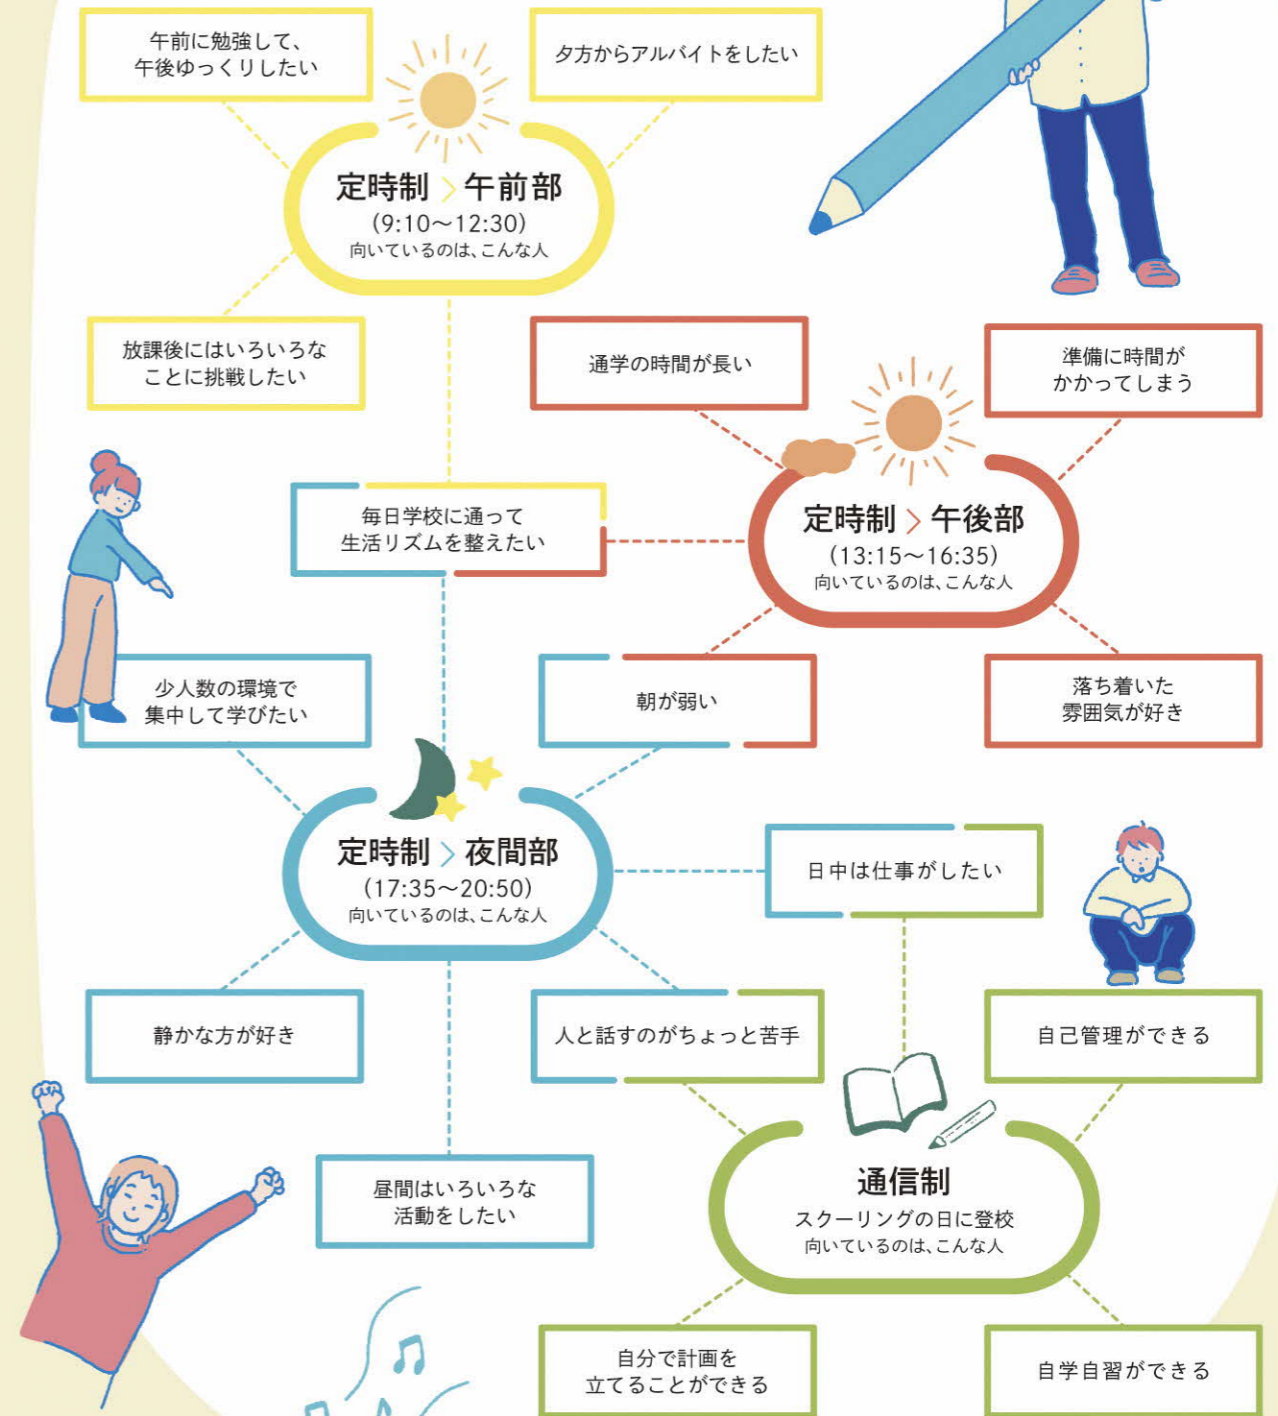 午前に勉強して、
午後ゆっくりしたい
夕方からアルバイトをしたい
定時制 > 午前部
(9:10〜12:30)
向いているのは、こんな人
放課後にはいろいろな
ことに挑戦したい
通学の時間が長い
準備に時間が
かかってしまう
毎日学校に通って
生活リズムを整えたい
定時制 > 午後部
(13:15〜16:35)
向いているのは、こんな人
少人数の環境で
集中して学びたい
朝が弱い
落ち着いた
雰囲気が好き
定時制 > 夜間部
(17:35〜20:50)
向いているのは、こんな人
日中は仕事がしたい
静かな方が好き
人と話すのがちょっと苦手
自己管理ができる
昼間はいろいろな
活動をしたい
通信制
スクーリングの日に登校
向いているのは、こんな人
自分で計画を
立てることができる
自学自習ができる